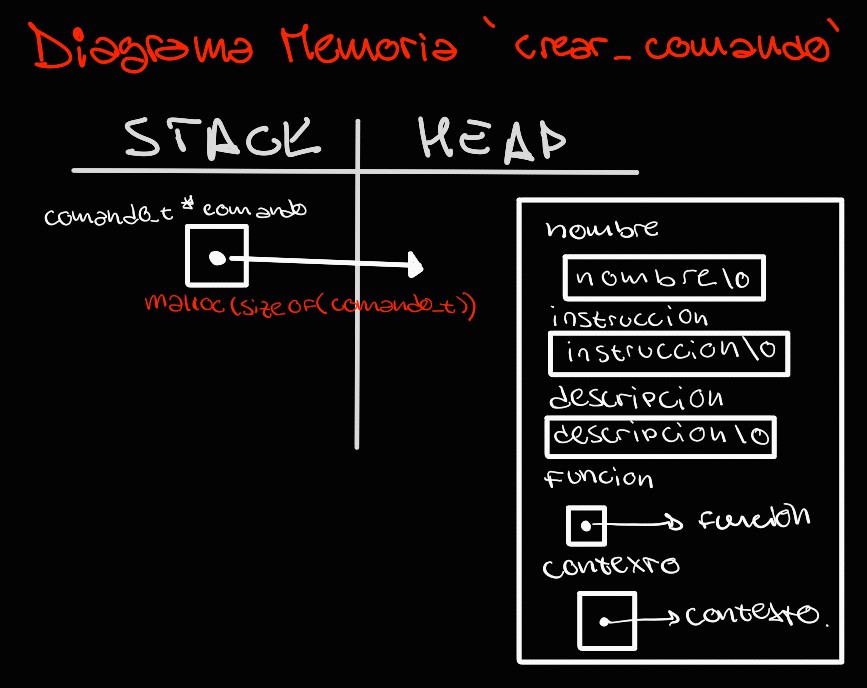 Diagrama Memoria `crear_comando`
STACK
HEAP
comando_t * comando
malloc(sizeof(comando_t))
nombre
nombre\0
instruccion
instruccion\0
descripcion
descripcion\0
funcion
función
contexto
contexto.